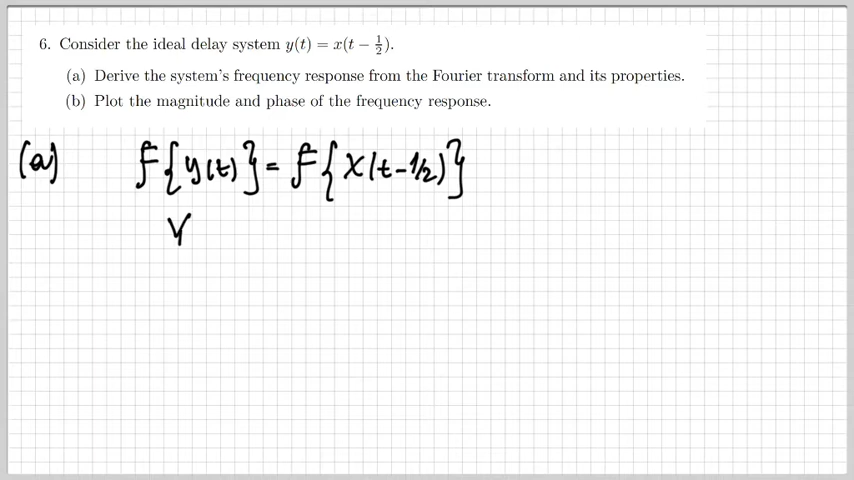 6. Consider the ideal delay system y(t) = x(t − 1/2).
(a) Derive the system's frequency response from the Fourier transform and its properties.
(b) Plot the magnitude and phase of the frequency response.
(a) F{y(t)} = F{x(t-1/2)}
Y